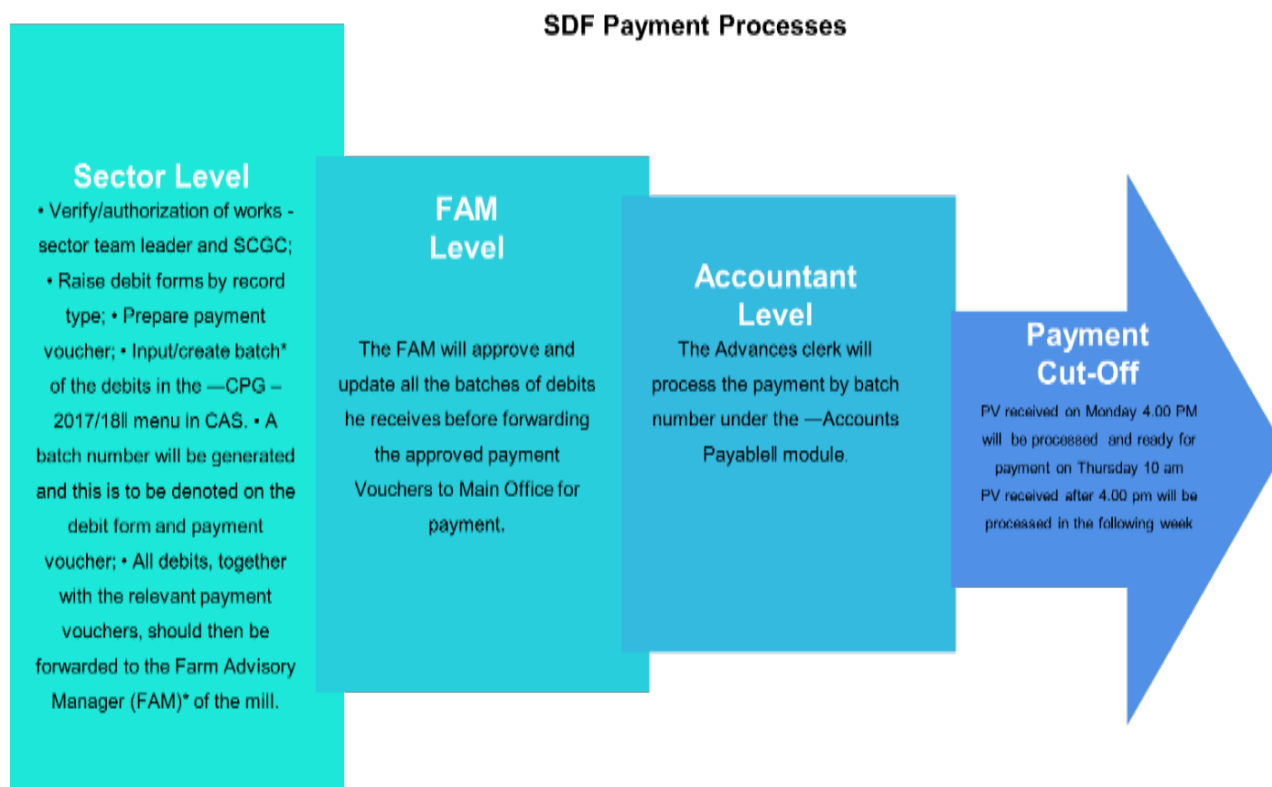 SDF Payment Processes
Sector Level
• Verify/authorization of works -
sector team leader and SCGC;
• Raise debit forms by record
type; • Prepare payment
voucher; • Input/create batch*
of the debits in the ―CPG –
2017/18‖ menu in CAS. • A
batch number will be generated
and this is to be denoted on the
debit form and payment
voucher; • All debits, together
with the relevant payment
vouchers, should then be
forwarded to the Farm Advisory
Manager (FAM)* of the mill.
FAM
Level
The FAM will approve and
update all the batches of debits
he receives before forwarding
the approved payment
Vouchers to Main Office for
payment.
Accountant
Level
The Advances clerk will
process the payment by batch
number under the ―Accounts
Payable‖ module.
Payment
Cut-Off
PV received on Monday 4.00 PM
will be processed and ready for
payment on Thursday 10 am
PV received after 4.00 pm will be
processed in the following week